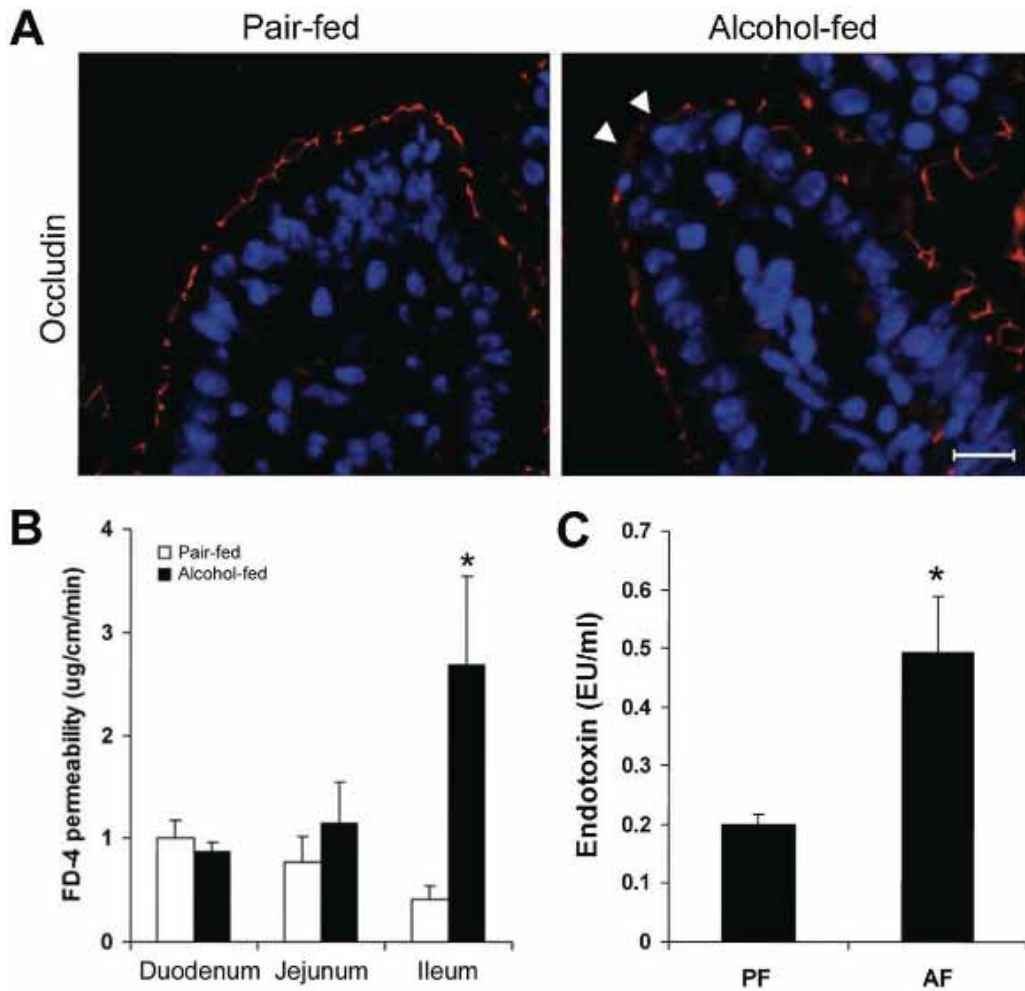 A
Pair-fed
Alcohol-fed
Occludin
B
FD-4 permeability (ug/cm/min)
4
3
2
1
0
Pair-fed
Alcohol-fed
*
Duodenum
Jejunum
Ileum
C
Endotoxin (EU/ml)
0.7
0.6
0.5
0.4
0.3
0.2
0.1
0
*
PF
AF